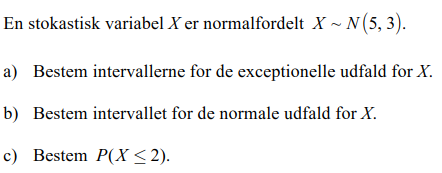 En stokastisk variabel X er normalfordelt X ~ N(5, 3).
a) Bestem intervallerne for de exceptionelle udfald for X.
b) Bestem intervallet for de normale udfald for X.
c) Bestem P(X ≤ 2).